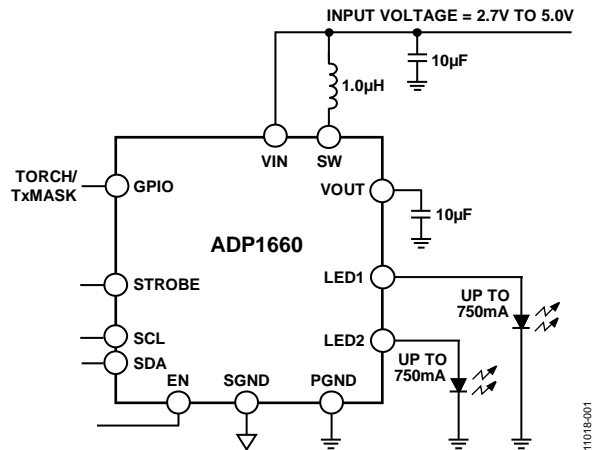 INPUT VOLTAGE = 2.7V TO 5.0V
10µF
1.0µH
VIN
SW
TORCH/
TxMASK
GPIO
VOUT
10µF
ADP1660
STROBE
LED1
UP TO
750mA
SCL
LED2
SDA
UP TO
750mA
EN
SGND
PGND
11018-001